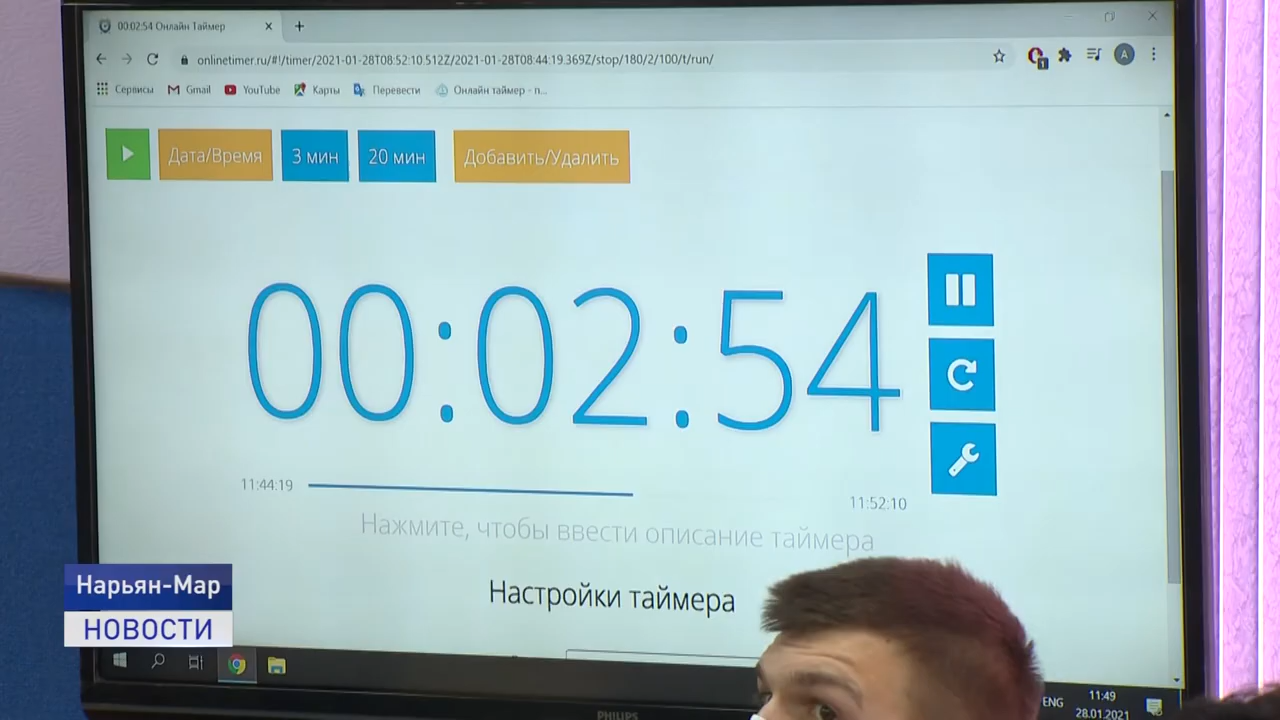 00:02:54 Онлайн Таймер
onlinetimer.ru/#!/timer/2021-01-28T08:52:10.512Z/2021-01-28T08:44:19.369Z/stop/180/2/100/t/run/
A
1
Сервисы Gmail YouTube Карты Перевести Онлайн таймер - п...
Дата/Время 3 мин 20 мин Добавить/Удалить
00:02:54
11:44:19 11:52:10
Нажмите, чтобы ввести описание таймера
Настройки таймера
Нарьян-Мар
НОВОСТИ
ENG 11:49
28.01.2021
PHILIPS